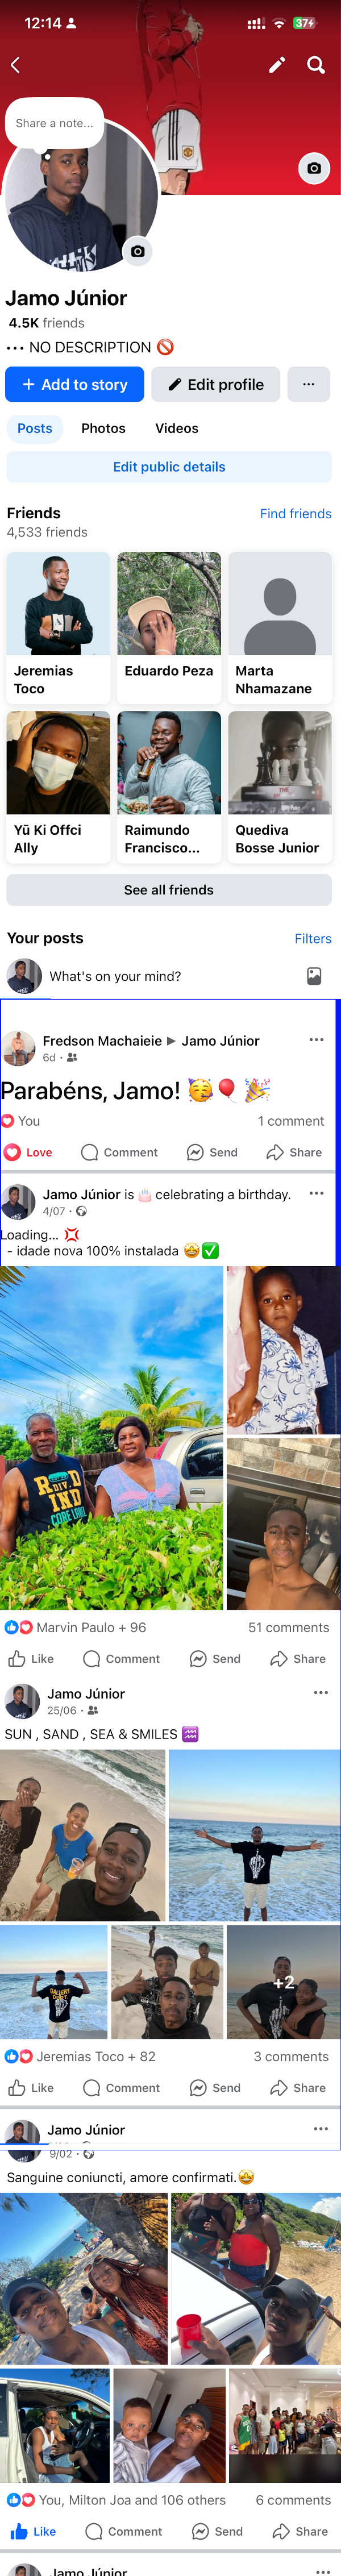 12:14
37
Share a note...
Jamo Júnior
4.5K friends
••• NO DESCRIPTION 🚫
+ Add to story
Edit profile
...
Posts
Photos
Videos
Edit public details
Friends
Find friends
4,533 friends
Jeremias
Toco
Eduardo Peza
Marta
Nhamazane
Yū Ki Offci
Ally
Raimundo
Francisco...
Quediva
Bosse Junior
See all friends
Your posts
Filters
What's on your mind?
Fredson Machaieie ▶ Jamo Júnior
6d ·
Parabéns, Jamo! 🥳🎈🎉
You
1 comment
Love
Comment
Send
Share
Jamo Júnior is 🎂 celebrating a birthday.
4/07 ·
Loading... 💢
- idade nova 100% instalada 🤩✅
IND
CORE
Marvin Paulo + 96
51 comments
Like
Comment
Send
Share
Jamo Júnior
25/06 ·
SUN , SAND , SEA & SMILES ♒
GALLERY
DEPT
+2
Jeremias Toco + 82
3 comments
Like
Comment
Send
Share
Jamo Júnior
9/02 ·
Sanguine coniuncti, amore confirmati.🤩
You, Milton Joa and 106 others
6 comments
Like
Comment
Send
Share
Jamo Júnior